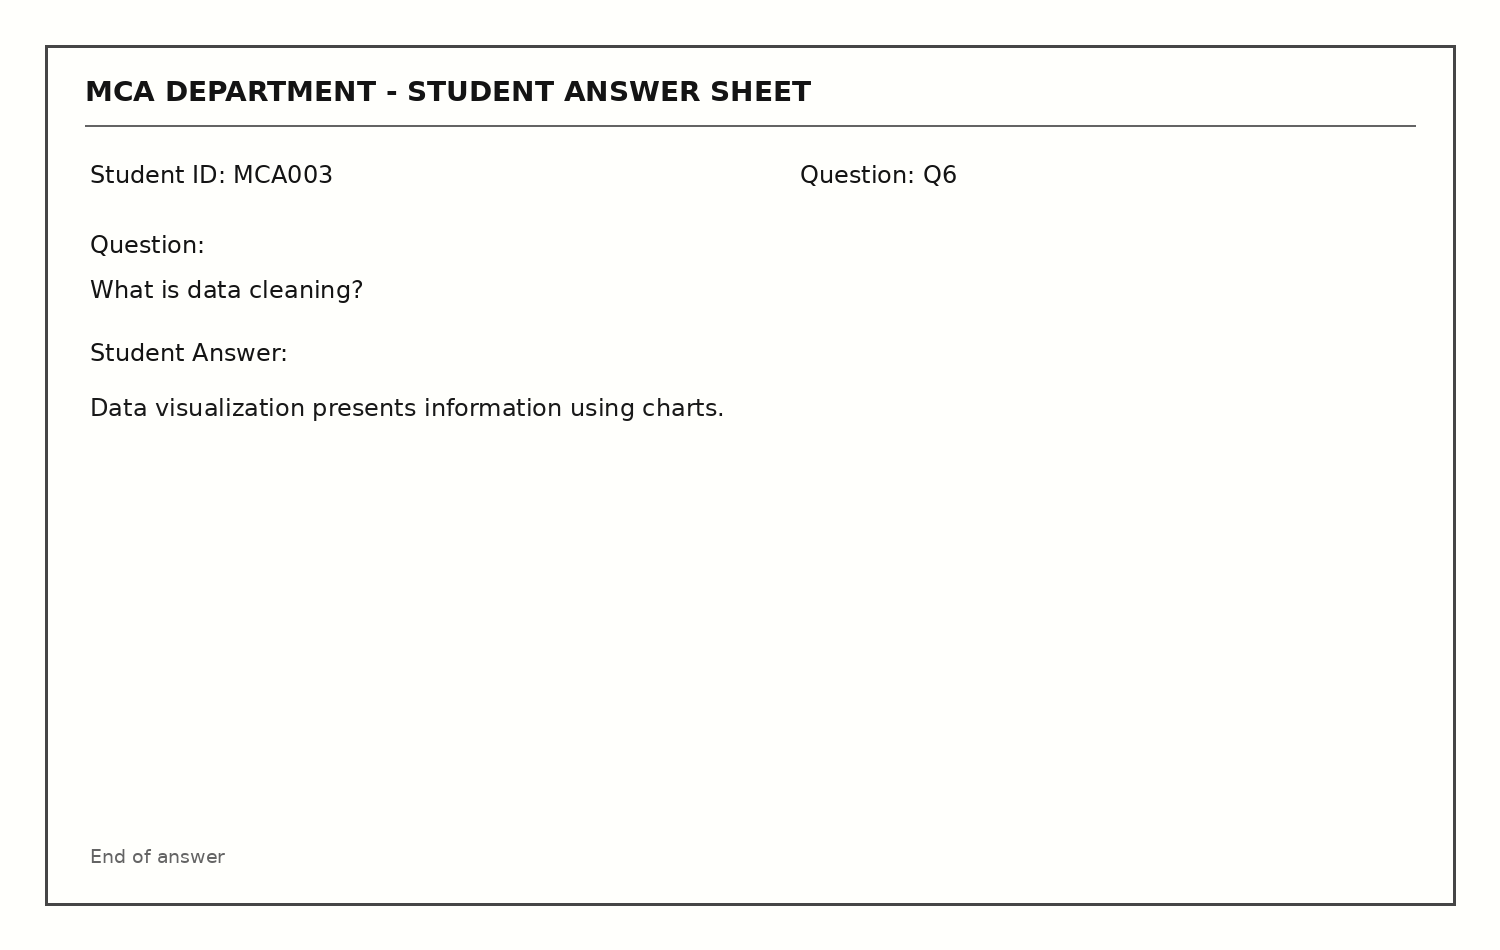 MCA DEPARTMENT - STUDENT ANSWER SHEET
Student ID: MCA003 Question: Q6
Question:
What is data cleaning?
Student Answer:
Data visualization presents information using charts.
End of answer